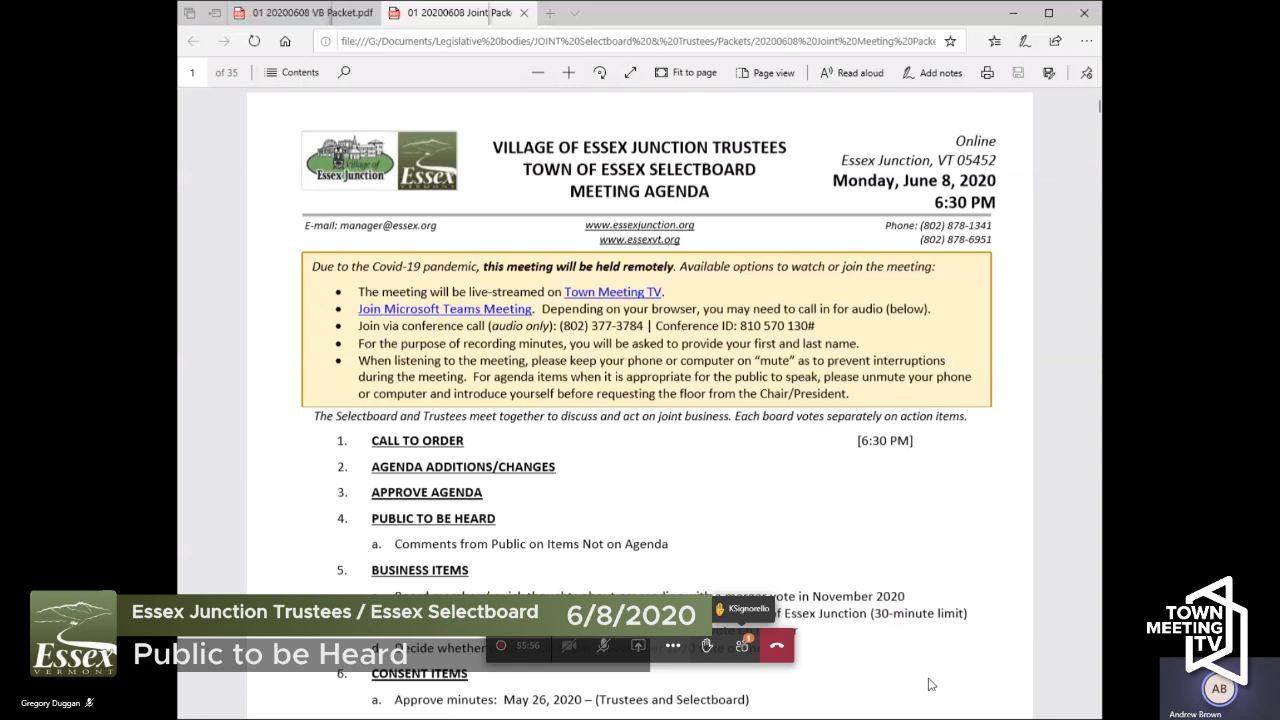 01 20200608 VB Packet.pdf
01 20200608 Joint Pack
file:///G:/Documents/Legislative%20bodies/JOINT%20Selectboard%20&%20Trustees/Packets/20200608%20Joint%20Meeting%20Packe
1 of 35 Contents Fit to page Page view Read aloud Add notes
Village of
Essex Junction
Essex
VERMONT
VILLAGE OF ESSEX JUNCTION TRUSTEES
TOWN OF ESSEX SELECTBOARD
MEETING AGENDA
Online
Essex Junction, VT 05452
Monday, June 8, 2020
6:30 PM
E-mail: manager@essex.org
www.essexjunction.org
www.essexvt.org
Phone: (802) 878-1341
(802) 878-6951
Due to the Covid-19 pandemic, this meeting will be held remotely. Available options to watch or join the meeting:
• The meeting will be live-streamed on Town Meeting TV.
• Join Microsoft Teams Meeting. Depending on your browser, you may need to call in for audio (below).
• Join via conference call (audio only): (802) 377-3784 | Conference ID: 810 570 130#
• For the purpose of recording minutes, you will be asked to provide your first and last name.
• When listening to the meeting, please keep your phone or computer on “mute” as to prevent interruptions
during the meeting. For agenda items when it is appropriate for the public to speak, please unmute your phone
or computer and introduce yourself before requesting the floor from the Chair/President.
The Selectboard and Trustees meet together to discuss and act on joint business. Each board votes separately on action items.
1. CALL TO ORDER [6:30 PM]
2. AGENDA ADDITIONS/CHANGES
3. APPROVE AGENDA
4. PUBLIC TO BE HEARD
a. Comments from Public on Items Not on Agenda
5. BUSINESS ITEMS
vote in November 2020
of Essex Junction (30-minute limit)
d. Decide whether
6. CONSENT ITEMS
a. Approve minutes: May 26, 2020 – (Trustees and Selectboard)
Essex
VERMONT
Essex Junction Trustees / Essex Selectboard 6/8/2020
Public to be Heard
KSignorello
55:56
1
TOWN
MEETING
TV
AB
Andrew Brown
Gregory Duggan